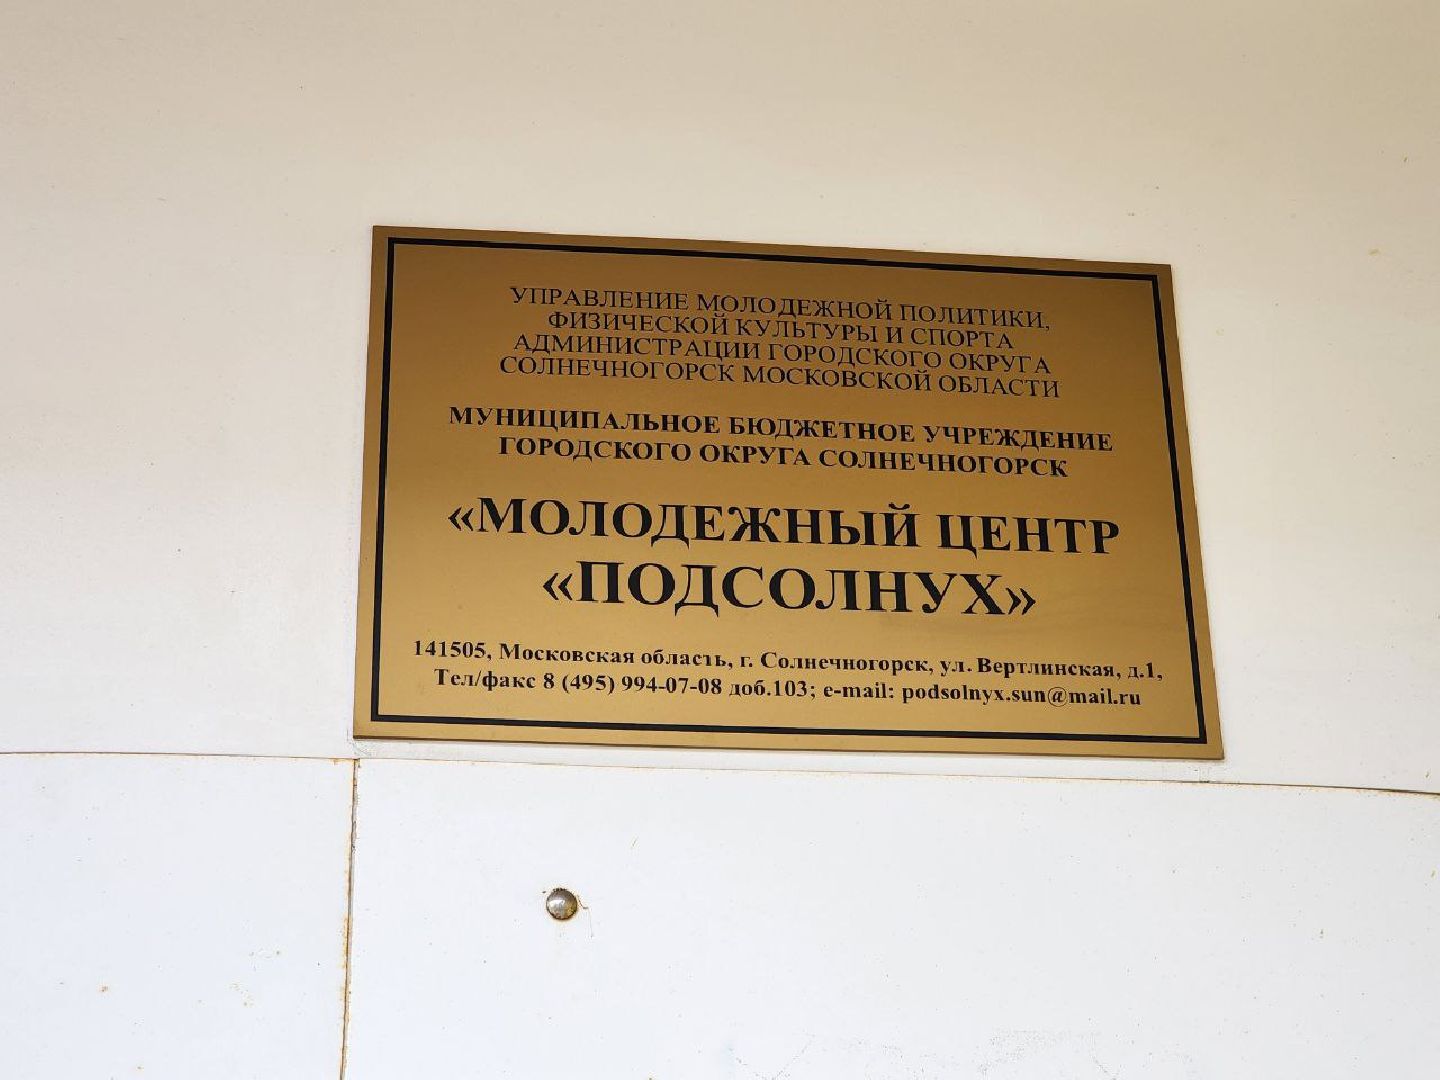 УПРАВЛЕНИЕ МОЛОДЕЖНОЙ ПОЛИТИКИ,
ФИЗИЧЕСКОЙ КУЛЬТУРЫ И СПОРТА
АДМИНИСТРАЦИИ ГОРОДСКОГО ОКРУГА
СОЛНЕЧНОГОРСК МОСКОВСКОЙ ОБЛАСТИ
МУНИЦИПАЛЬНОЕ БЮДЖЕТНОЕ УЧРЕЖДЕНИЕ
ГОРОДСКОГО ОКРУГА СОЛНЕЧНОГОРСК
«МОЛОДЕЖНЫЙ ЦЕНТР
«ПОДСОЛНУХ»
141505, Московская область, г. Солнечногорск, ул. Вертлинская, д.1,
Тел/факс 8 (495) 994-07-08 доб.103; e-mail: podsolnyx.sun@mail.ru